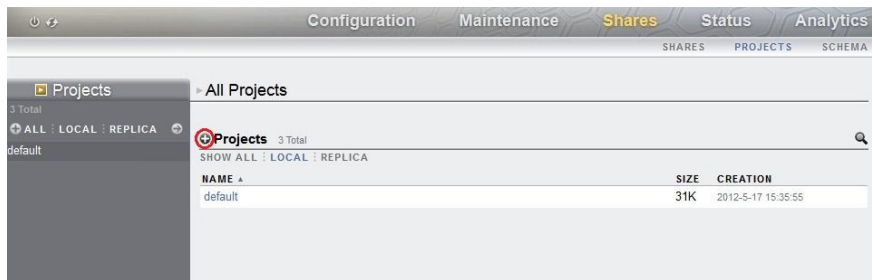 Configuration Maintenance Shares Status Analytics
SHARES PROJECTS SCHEMA
Projects
3 Total
ALL LOCAL REPLICA
default
All Projects
Projects 3 Total
SHOW ALL LOCAL REPLICA
NAME SIZE CREATION
default 31K 2012-5-17 15:35:55